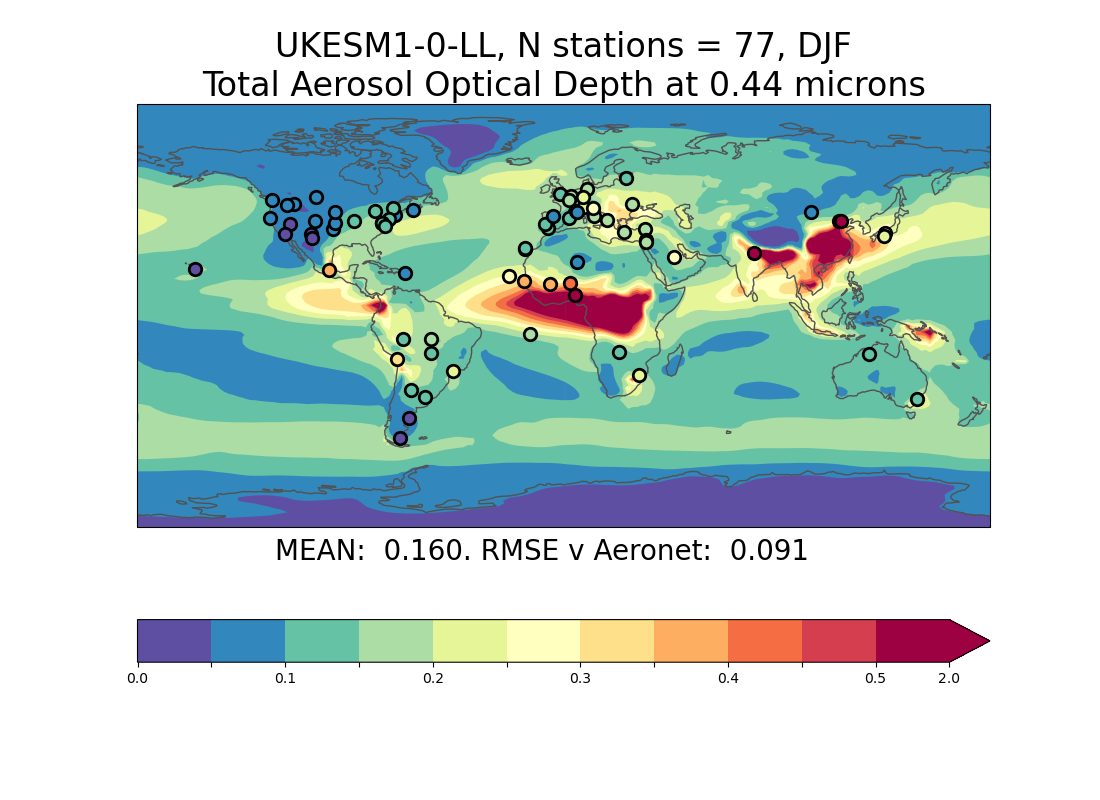 UKESM1-0-LL, N stations = 77, DJF
Total Aerosol Optical Depth at 0.44 microns
MEAN:  0.160. RMSE v Aeronet:  0.091
0.0 0.1 0.2 0.3 0.4 0.5 2.0